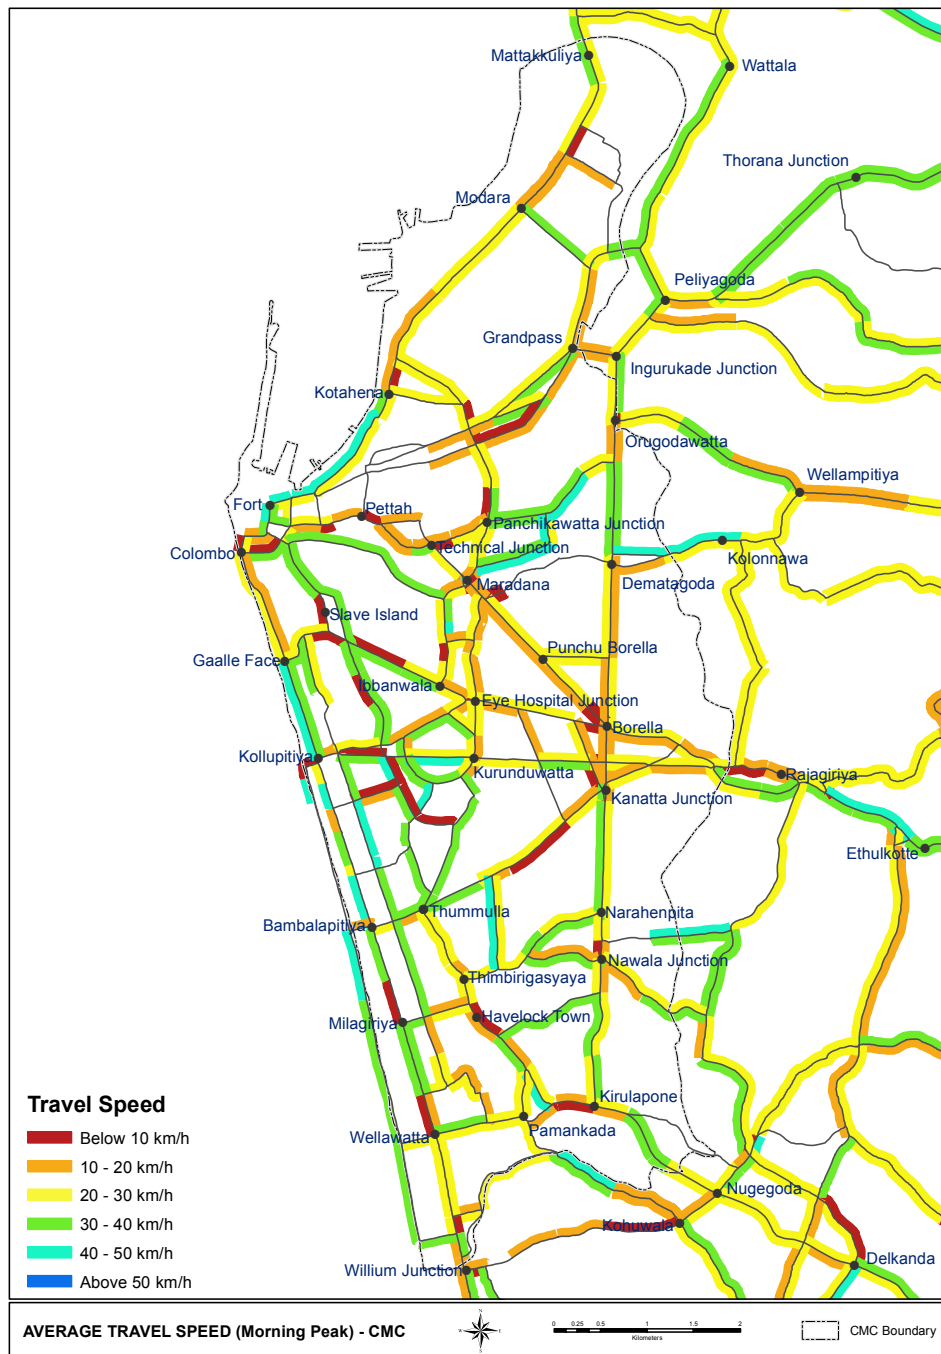 Mattakkuliya
Wattala
Thorana Junction
Modara
Peliyagoda
Grandpass
Ingurukade Junction
Kotahena
Orugodawatta
Wellampitiya
Fort
Pettah
Panchikawatta Junction
Colombo
Technical Junction
Kolonnawa
Maradana
Dematagoda
Slave Island
Punchu Borella
Gaalle Face
Ibbanwala
Eye Hospital Junction
Borella
Kollupitiya
Kurunduwatta
Rajagiriya
Kanatta Junction
Ethulkotte
Thummulla
Narahenpita
Bambalapitiya
Nawala Junction
Thimbirigasyaya
Milagiriya
Havelock Town
Kirulapone
Pamankada
Wellawatta
Nugegoda
Kohuwala
Willium Junction
Delkanda
Travel Speed
Below 10 km/h
10 - 20 km/h
20 - 30 km/h
30 - 40 km/h
40 - 50 km/h
Above 50 km/h
AVERAGE TRAVEL SPEED (Morning Peak) - CMC
N
W E
S
0 0.25 0.5 1 1.5 2
Kilometers
CMC Boundary